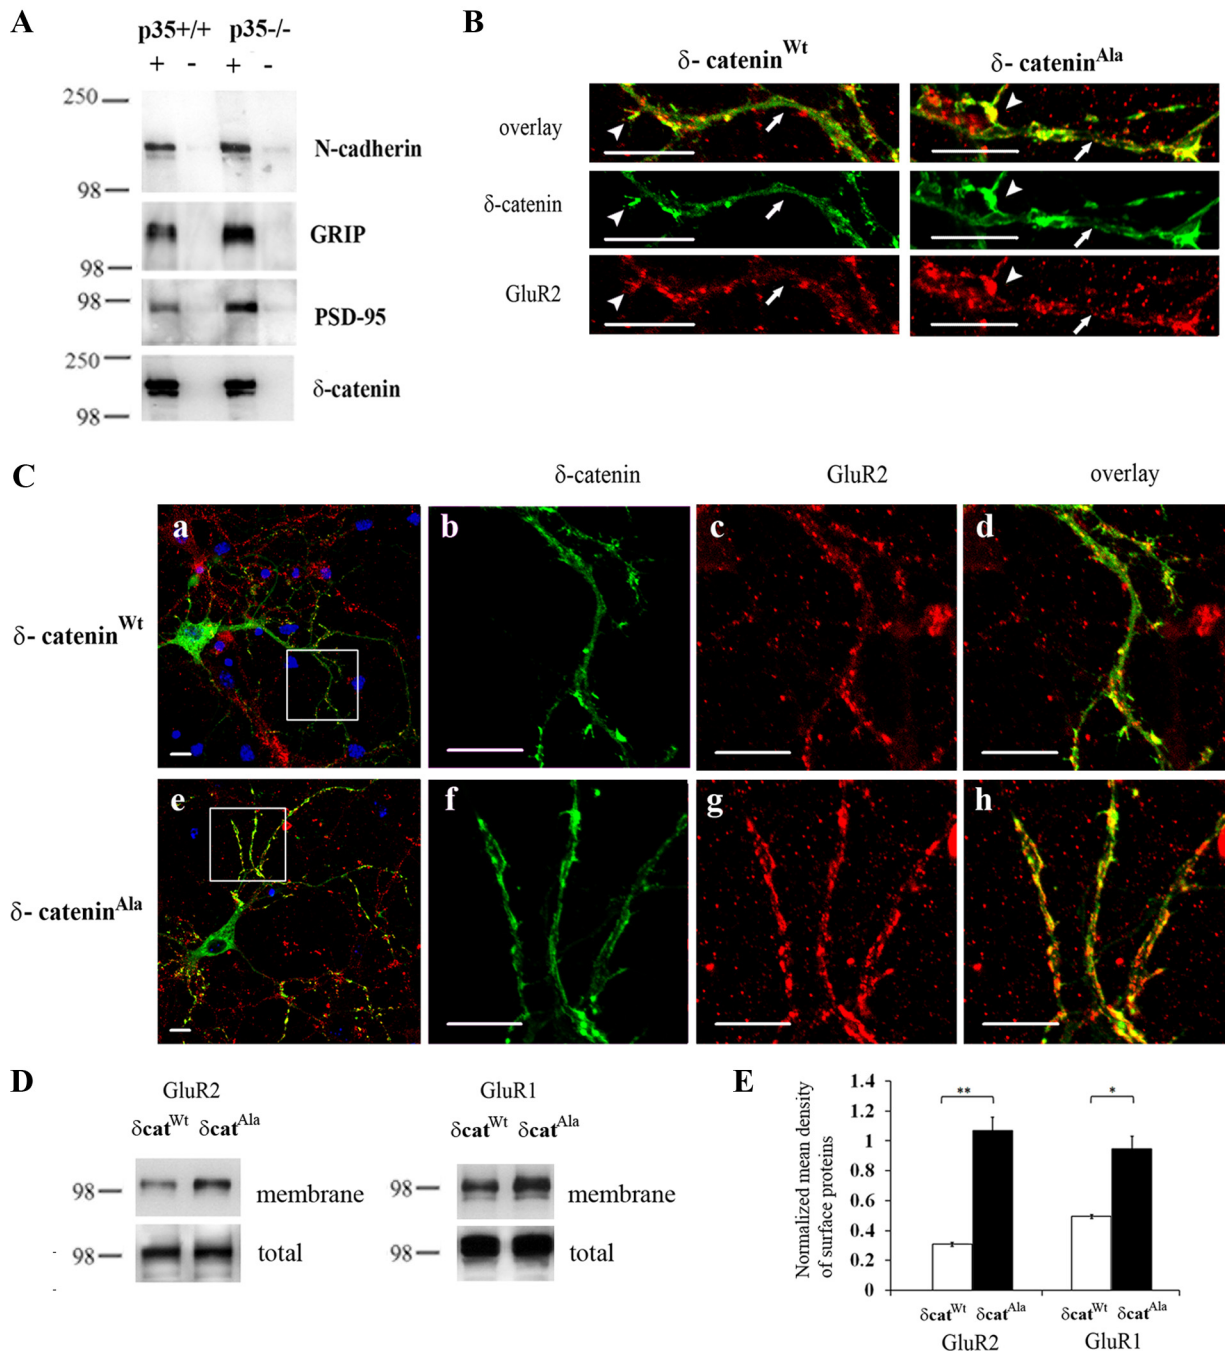 A
p35+/+ p35-/-
+ - + -
250
98
N-cadherin
98
GRIP
98
PSD-95
250
98
δ-catenin
B
δ- catenin^Wt δ- catenin^Ala
overlay
δ-catenin
GluR2
C
δ-catenin GluR2 overlay
δ- catenin^Wt
a b c d
δ- catenin^Ala
e f g h
D
GluR2 GluR1
δcat^Wt δcat^Ala δcat^Wt δcat^Ala
98 membrane 98 membrane
98 total 98 total
E
Normalized mean density
of surface proteins
1.4
1.2
1
0.8
0.6
0.4
0.2
0
** *
δcat^Wt δcat^Ala δcat^Wt δcat^Ala
GluR2 GluR1